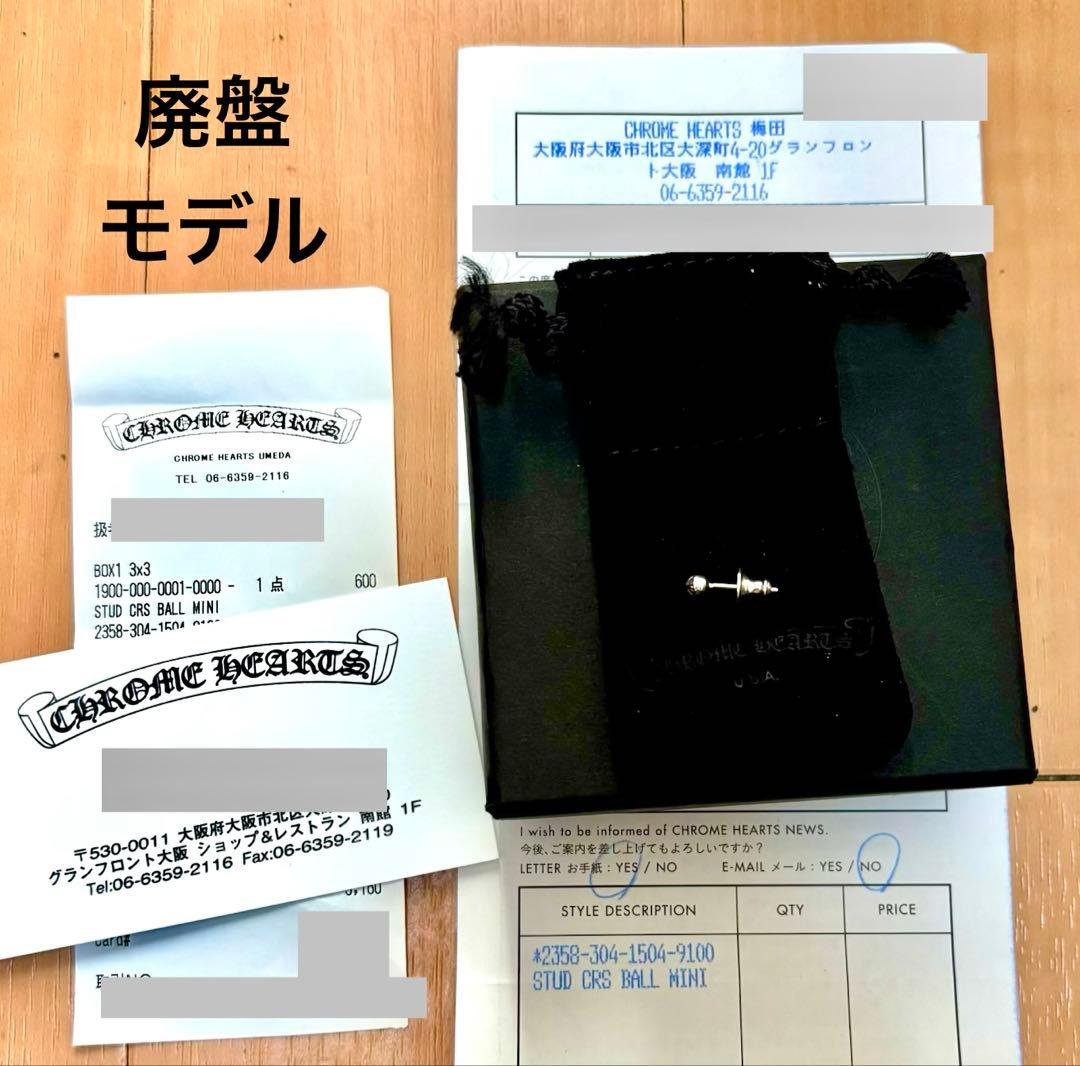 廃盤
モデル
CHROME HEARTS 梅田
大阪府大阪市北区大深町4-20グランフロン
ト大阪 南館 1F
06-6359-2116
CHROME HEARTS
CHROME HEARTS UMEDA
TEL 06-6359-2116
扱
BOX1 3x3
1900-000-0001-0000 - 1 点 600
STUD CRS BALL MINI
2358-304-1504-9100
CHROME HEARTS
〒530-0011 大阪府大阪市北区大 南館 1F
グランフロント大阪 ショップ&レストラン
Tel:06-6359-2116 Fax:06-6359-2119
Card#
CHROME HEARTS
U.S.A.
I wish to be informed of CHROME HEARTS NEWS.
今後、ご案内を差し上げてもよろしいですか?
LETTER お手紙 : YES / NO E-MAIL メール : YES / NO
STYLE DESCRIPTION QTY PRICE
*2358-304-1504-9100
STUD CRS BALL MINI